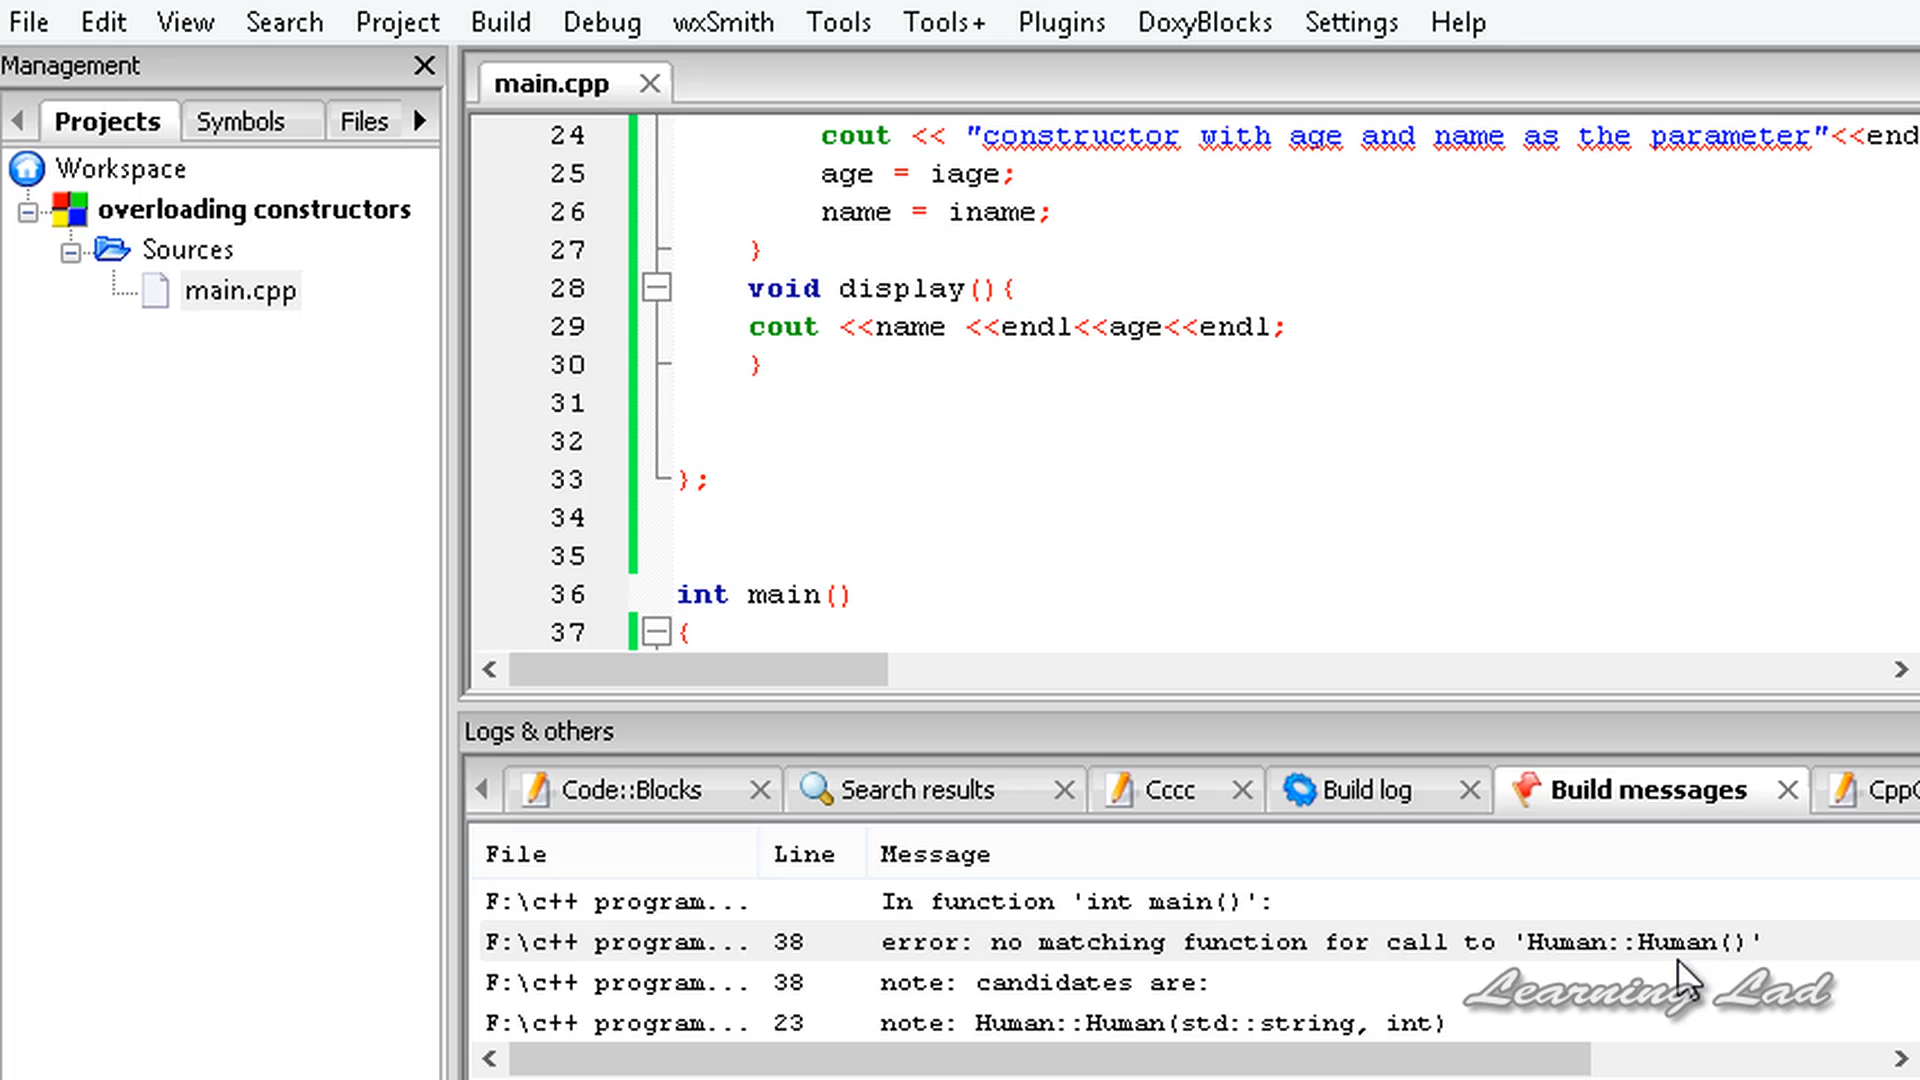 File Edit View Search Project Build Debug wxSmith Tools Tools+ Plugins DoxyBlocks Settings Help
Management
main.cpp
Projects Symbols Files
Workspace
overloading constructors
Sources
main.cpp
24 cout << "constructor with age and name as the parameter"<<end
25 age = iage;
26 name = iname;
27 }
28 void display(){
29 cout <<name <<endl<<age<<endl;
30 }
31
32
33 };
34
35
36 int main()
37 {
Logs & others
Code::Blocks Search results Cccc Build log Build messages Cpp
File Line Message
F:\c++ program... In function 'int main()':
F:\c++ program... 38 error: no matching function for call to 'Human::Human()'
F:\c++ program... 38 note: candidates are:
F:\c++ program... 23 note: Human::Human(std::string, int)
Learning Lad